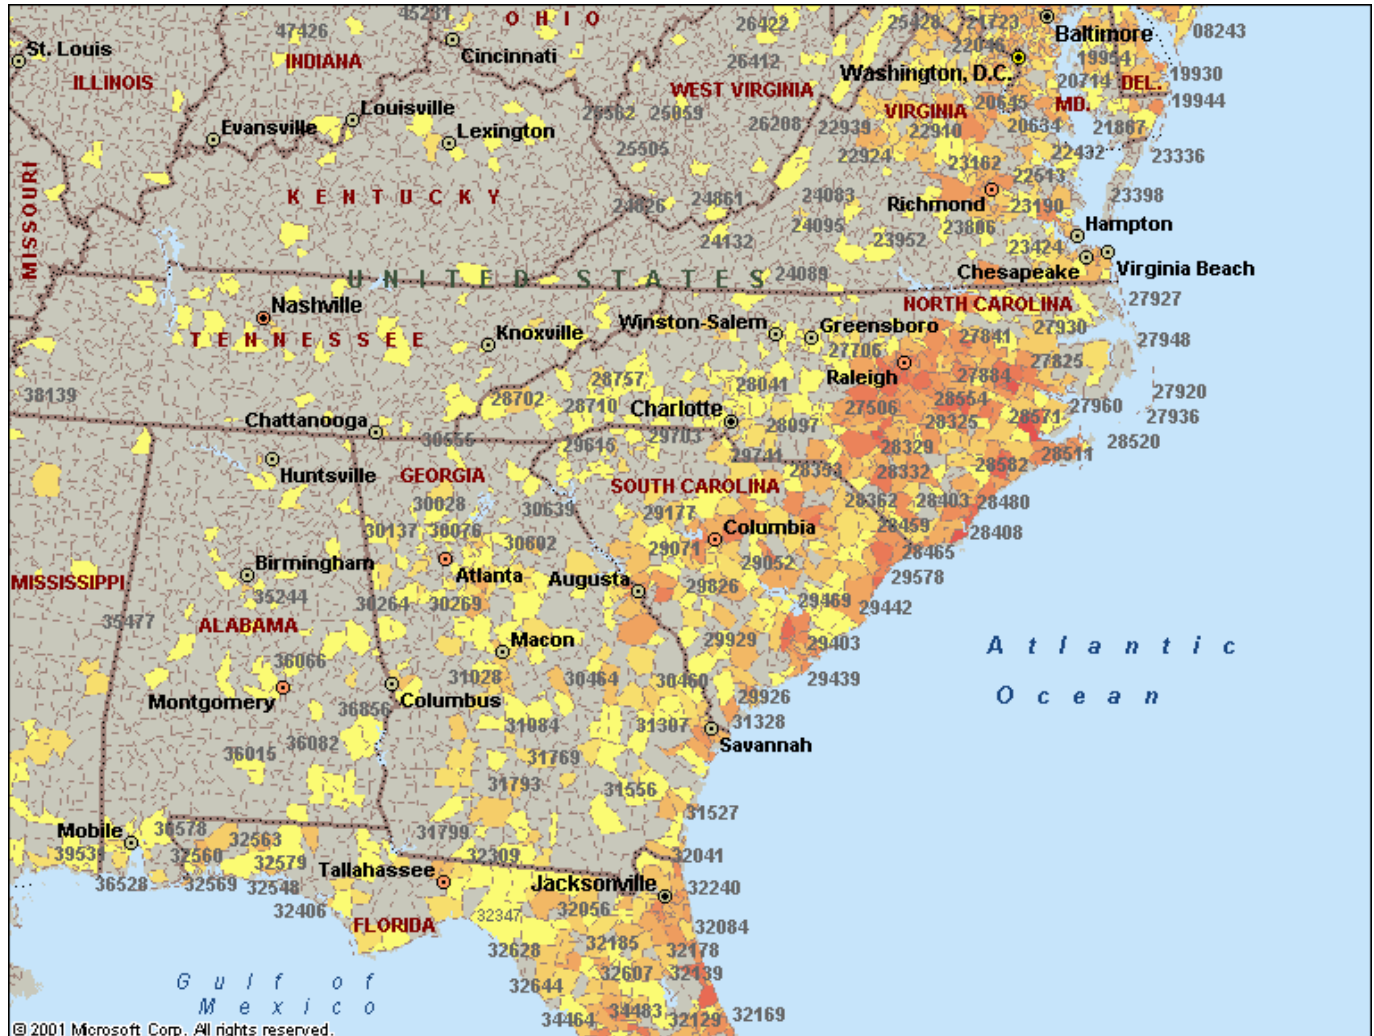 45231
OHIO
47426
26422
25428
21723
Baltimore
08243
St. Louis
INDIANA
Cincinnati
26412
22046
19954
Washington, D.C.
20714
DEL.
19930
ILLINOIS
WEST VIRGINIA
19944
Louisville
VIRGINIA
20645
MD.
25059
Evansville
Lexington
26208
22939
22910
20634
21867
25505
22924
22432
23336
MISSOURI
23162
22513
KENTUCKY
24861
24083
23398
Richmond
23190
24095
23806
Hampton
24132
23952
23424
UNITED STATES
24089
Chesapeake
Virginia Beach
27927
Nashville
NORTH CAROLINA
Winston-Salem
Greensboro
27930
TENNESSEE
Knoxville
27706
27841
27948
28757
Raleigh
27825
28041
27884
38139
28702
28710
27920
Charlotte
27506
28554
27960
27936
Chattanooga
28097
28325
28571
30555
29615
29703
28520
28329
29741
28511
Huntsville
GEORGIA
28332
28582
SOUTH CAROLINA
30028
30639
29177
28362
28403
28480
30137
30076
Columbia
28459
28408
30602
29071
28465
Birmingham
29052
Atlanta
Augusta
29578
MISSISSIPPI
35244
30264
30269
29826
29469
29442
35477
ALABAMA
Macon
29929
29403
Atlantic
Ocean
36066
31028
30464
30460
29439
Montgomery
Columbus
29926
36856
31084
31307
31328
36015
36082
Savannah
31769
31793
31556
31527
Mobile
36578
32563
31799
39531
32560
32579
32309
32041
36528
32569
32548
Tallahassee
Jacksonville
32240
32406
32347
32056
FLORIDA
32084
32628
32185
32178
Gulf of
Mexico
32644
32607
32139
34464
34483
32129
32169
© 2001 Microsoft Corp. All rights reserved.